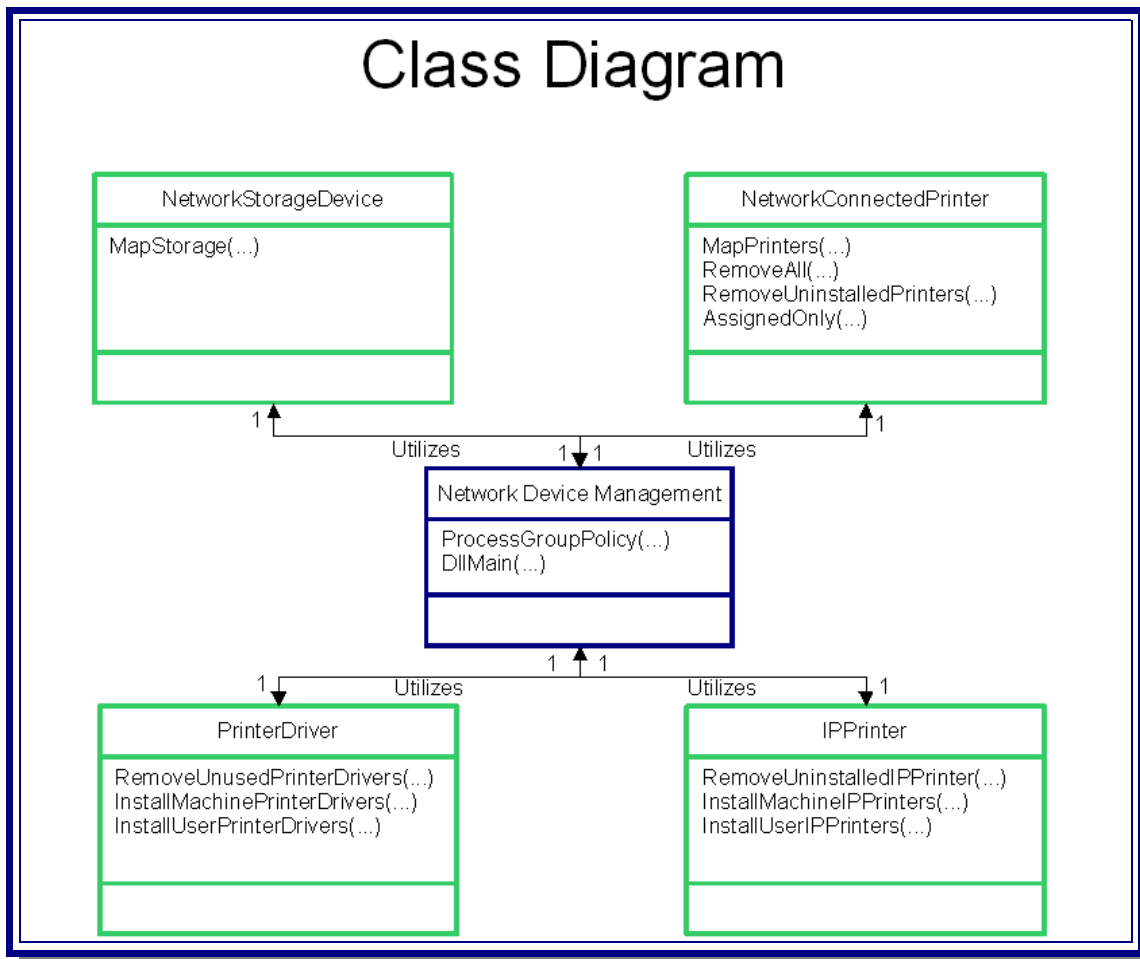 Class Diagram
NetworkStorageDevice
MapStorage(...)
NetworkConnectedPrinter
MapPrinters(...)
RemoveAll(...)
RemoveUninstalledPrinters(...)
AssignedOnly(...)
1
Utilizes
1 1
Utilizes
1
Network Device Management
ProcessGroupPolicy(...)
DllMain(...)
1
Utilizes
1 1
Utilizes
1
PrinterDriver
RemoveUnusedPrinterDrivers(...)
InstallMachinePrinterDrivers(...)
InstallUserPrinterDrivers(...)
IPPrinter
RemoveUninstalledIPPrinter(...)
InstallMachineIPPrinters(...)
InstallUserIPPrinters(...)